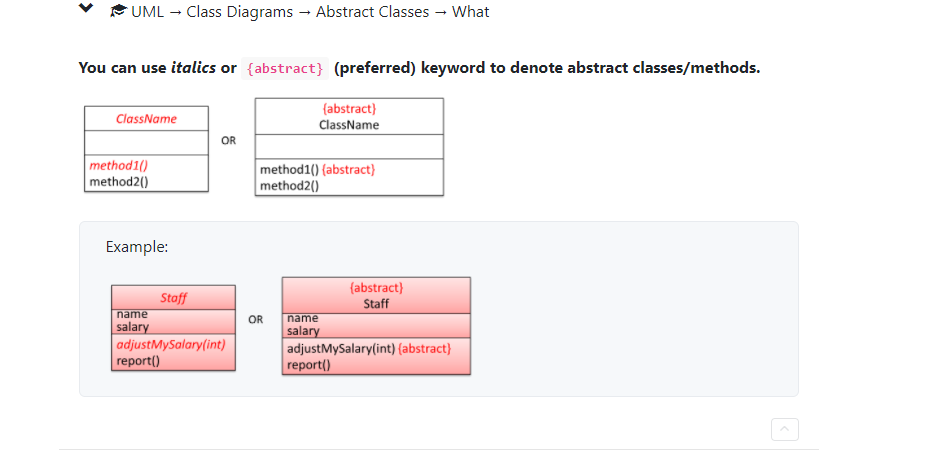 UML → Class Diagrams → Abstract Classes → What
You can use italics or {abstract} (preferred) keyword to denote abstract classes/methods.
ClassName
method1()
method2()
OR
{abstract}
ClassName
method1() {abstract}
method2()
Example:
Staff
name
salary
adjustMySalary(int)
report()
OR
{abstract}
Staff
name
salary
adjustMySalary(int) {abstract}
report()